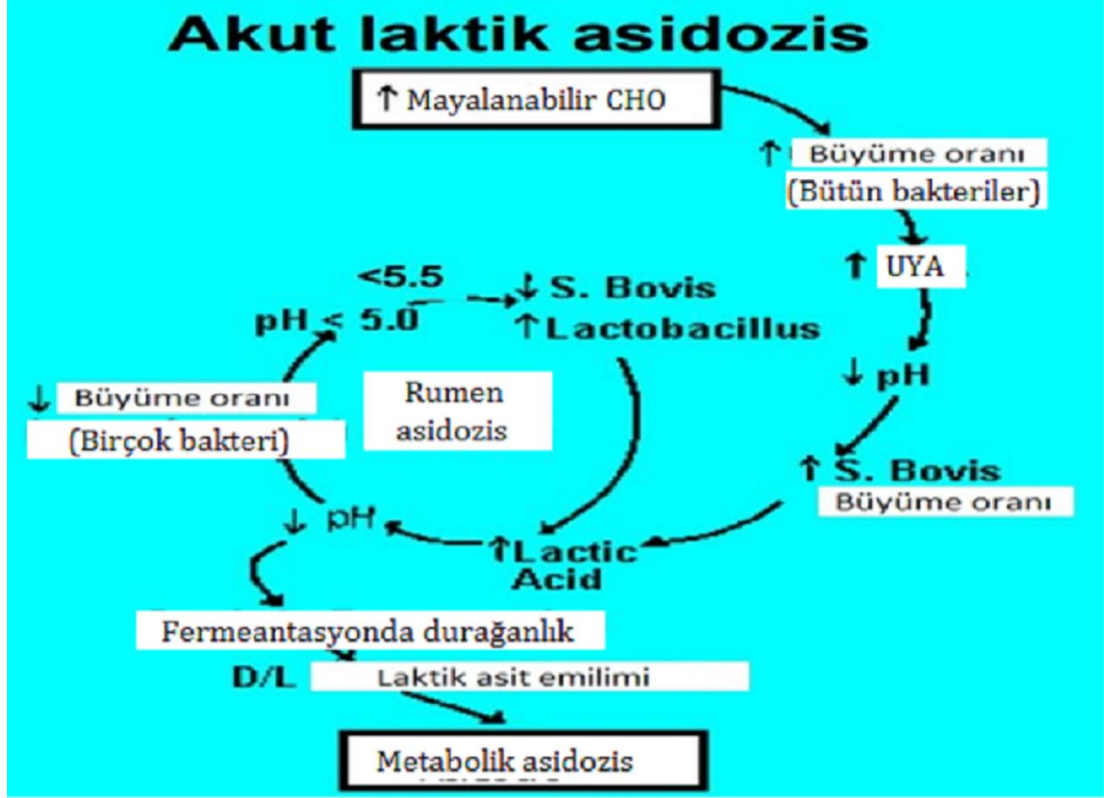 Akut laktik asidozis
↑ Mayalanabilir CHO
↑ Büyüme oranı
(Bütün bakteriler)
↑ UYA
↓ pH
↑ S. Bovis
Büyüme oranı
↑Lactic
Acid
↓ pH
↓ Büyüme oranı
(Birçok bakteri)
<5.5
pH < 5.0
↓ S. Bovis
↑Lactobacillus
Rumen
asidozis
Fermeantasyonda durağanlık
D/L Laktik asit emilimi
Metabolik asidozis